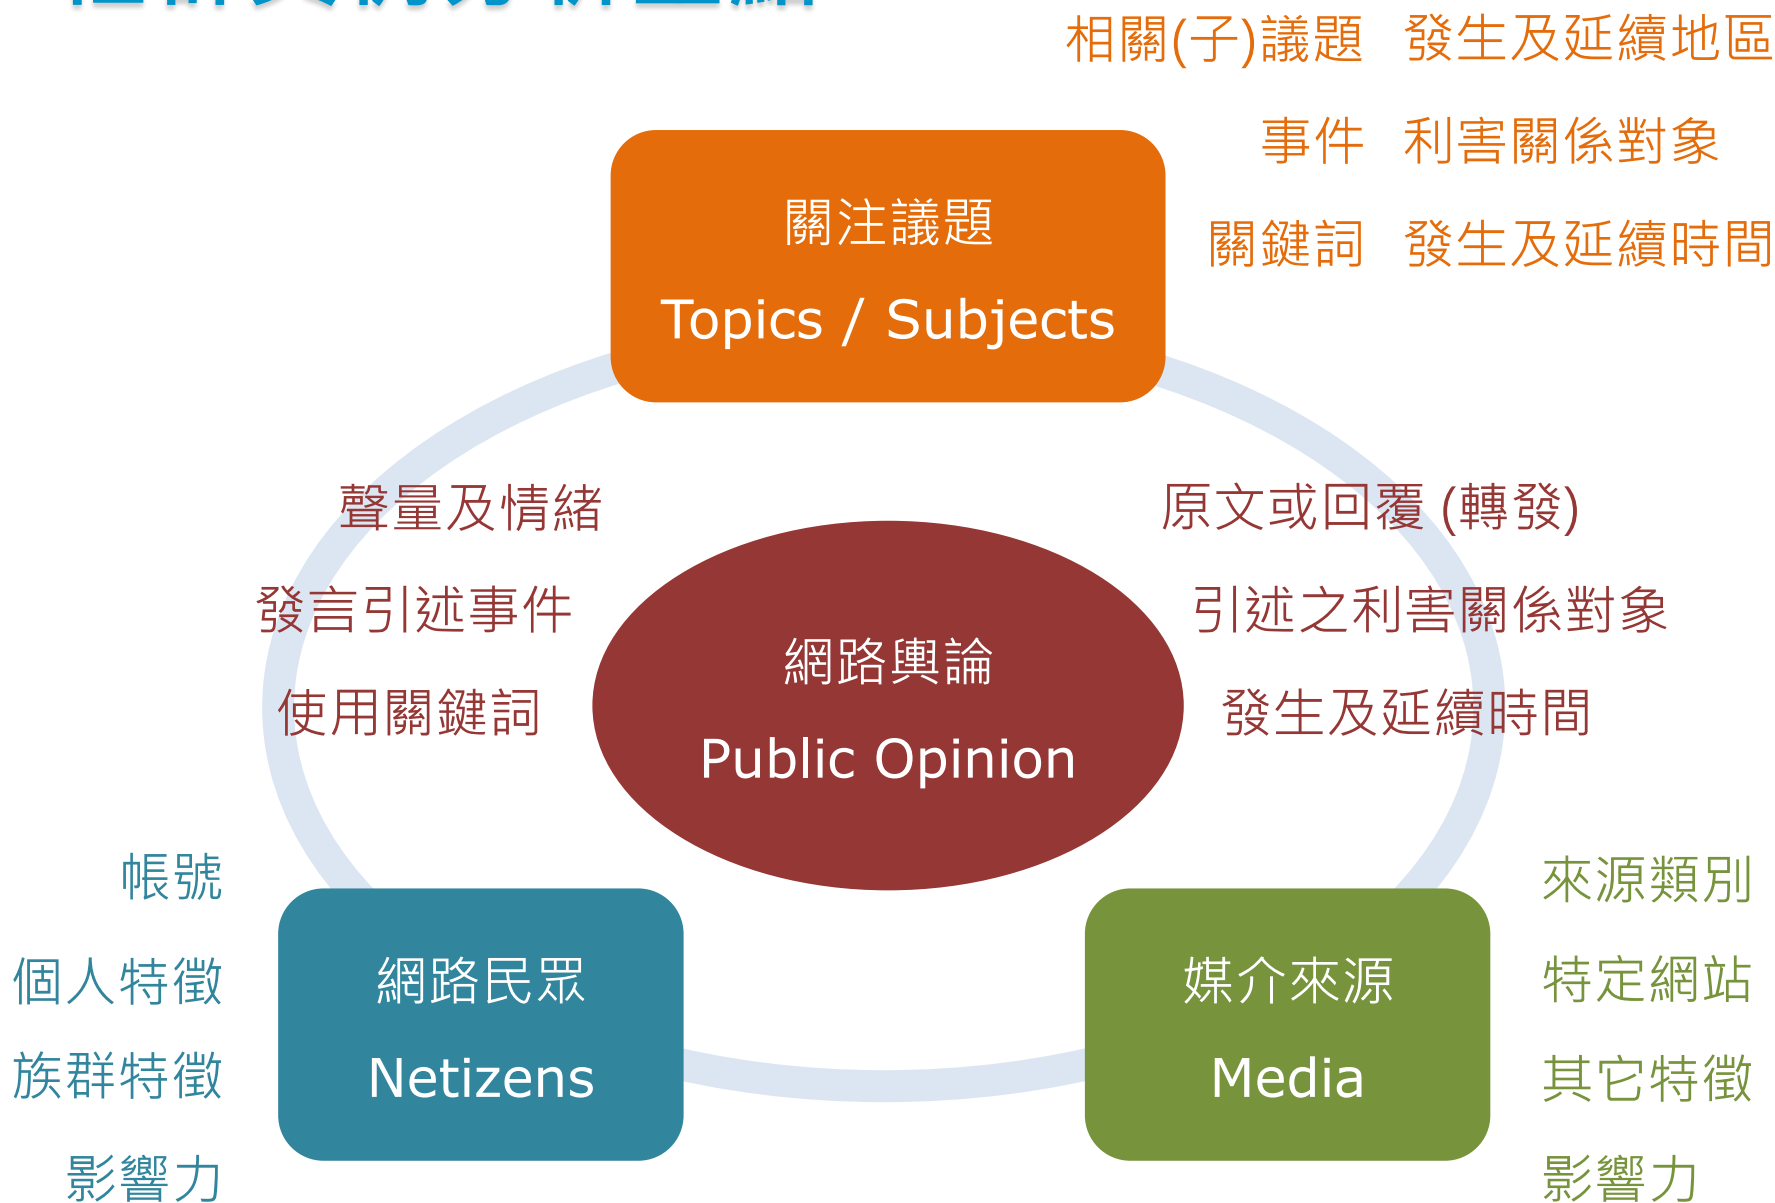 相關(子)議題 發生及延續地區
事件 利害關係對象
關鍵詞 發生及延續時間
關注議題
Topics / Subjects
聲量及情緒
發言引述事件
使用關鍵詞
網路輿論
Public Opinion
原文或回覆 (轉發)
引述之利害關係對象
發生及延續時間
帳號
個人特徵
族群特徵
影響力
網路民眾
Netizens
媒介來源
Media
來源類別
特定網站
其它特徵
影響力